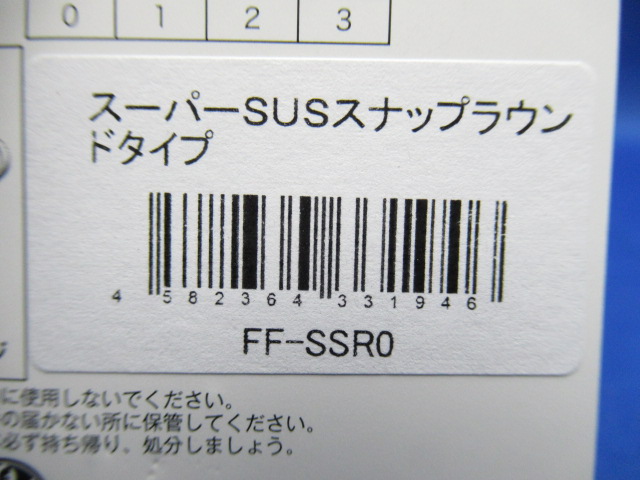 0 1 2 3
スーパーSUSスナップラウン
ドタイプ
4 582364 331946
FF-SSR0
に使用しないでください。
の届かない所に保管してください。
必ず持ち帰り、処分しましょう。